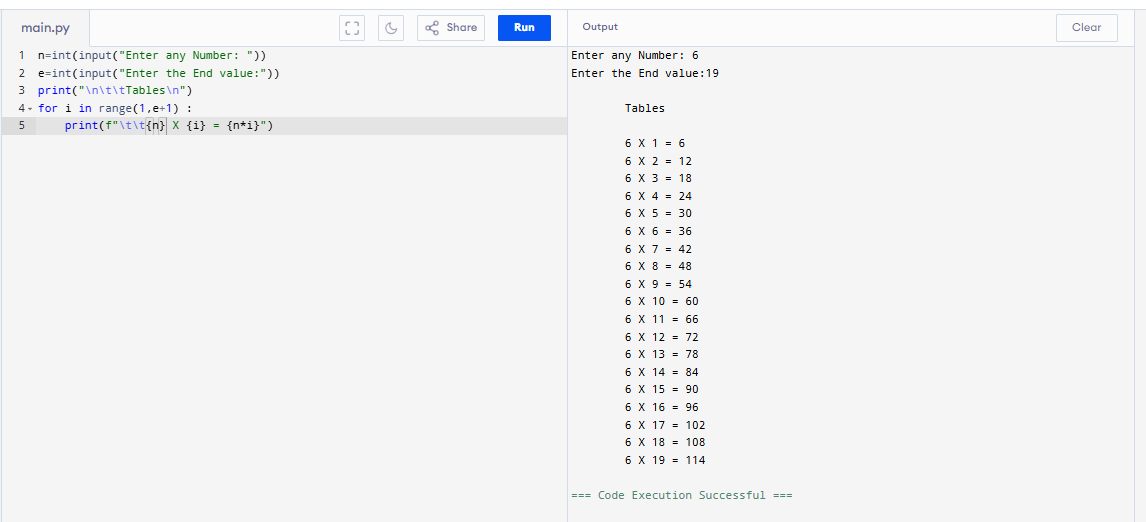 main.py
Share
Run
1 n=int(input("Enter any Number: "))
2 e=int(input("Enter the End value:"))
3 print("\n\t\tTables\n")
4 for i in range(1,e+1) :
5     print(f"\t\t{n} X {i} = {n*i}")
Output
Clear
Enter any Number: 6
Enter the End value:19
Tables
6 X 1 = 6
6 X 2 = 12
6 X 3 = 18
6 X 4 = 24
6 X 5 = 30
6 X 6 = 36
6 X 7 = 42
6 X 8 = 48
6 X 9 = 54
6 X 10 = 60
6 X 11 = 66
6 X 12 = 72
6 X 13 = 78
6 X 14 = 84
6 X 15 = 90
6 X 16 = 96
6 X 17 = 102
6 X 18 = 108
6 X 19 = 114
=== Code Execution Successful ===